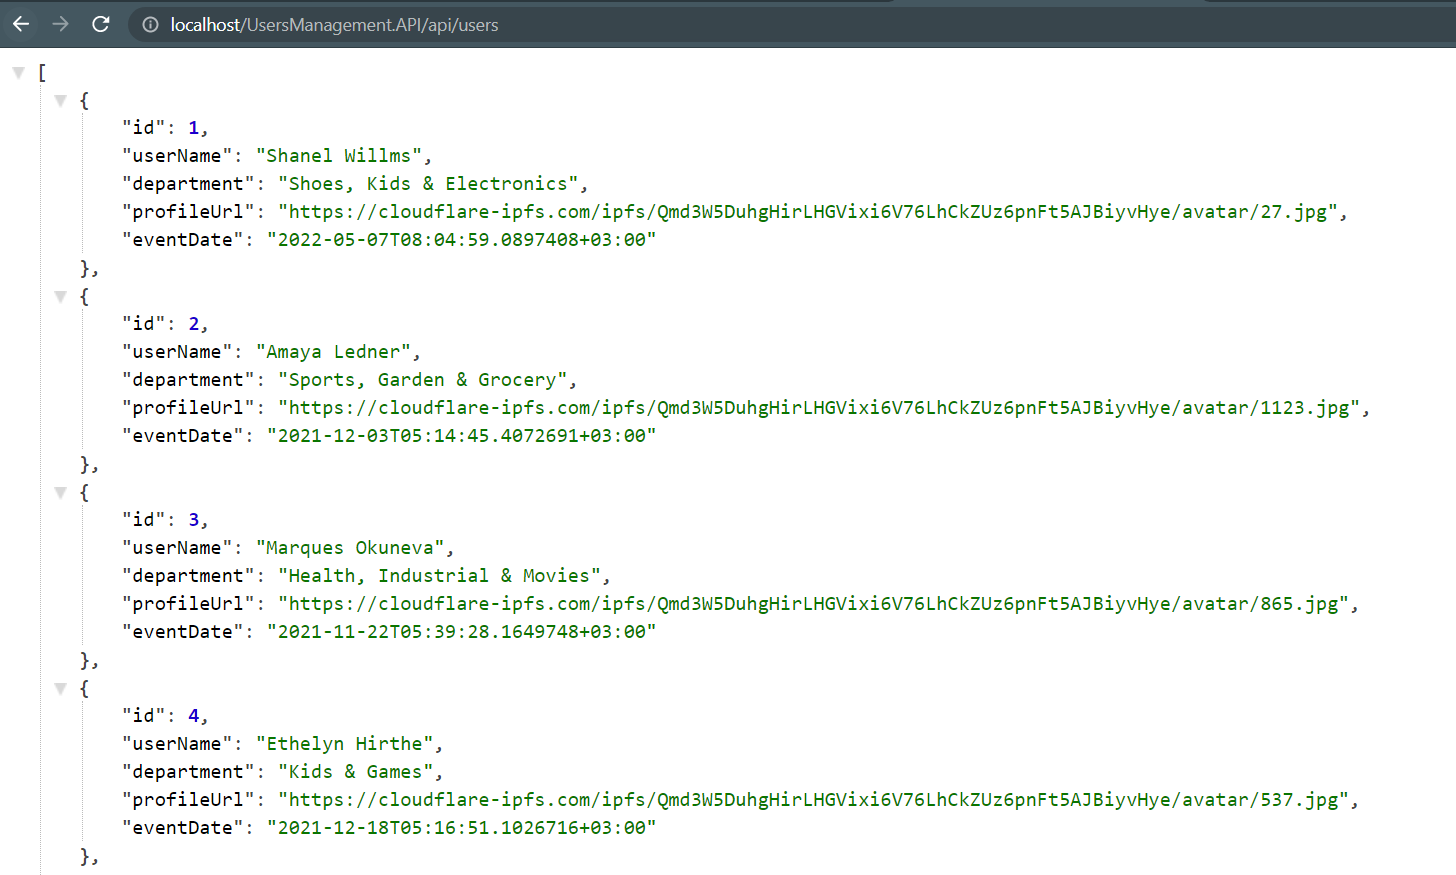 localhost/UsersManagement.API/api/users
[
{
"id": 1,
"userName": "Shanel Willms",
"department": "Shoes, Kids & Electronics",
"profileUrl": "https://cloudflare-ipfs.com/ipfs/Qmd3W5DuhgHirLHGVixi6V76LhCkZUz6pnFt5AJBiyvHye/avatar/27.jpg",
"eventDate": "2022-05-07T08:04:59.0897408+03:00"
},
{
"id": 2,
"userName": "Amaya Ledner",
"department": "Sports, Garden & Grocery",
"profileUrl": "https://cloudflare-ipfs.com/ipfs/Qmd3W5DuhgHirLHGVixi6V76LhCkZUz6pnFt5AJBiyvHye/avatar/1123.jpg",
"eventDate": "2021-12-03T05:14:45.4072691+03:00"
},
{
"id": 3,
"userName": "Marques Okuneva",
"department": "Health, Industrial & Movies",
"profileUrl": "https://cloudflare-ipfs.com/ipfs/Qmd3W5DuhgHirLHGVixi6V76LhCkZUz6pnFt5AJBiyvHye/avatar/865.jpg",
"eventDate": "2021-11-22T05:39:28.1649748+03:00"
},
{
"id": 4,
"userName": "Ethelyn Hirthe",
"department": "Kids & Games",
"profileUrl": "https://cloudflare-ipfs.com/ipfs/Qmd3W5DuhgHirLHGVixi6V76LhCkZUz6pnFt5AJBiyvHye/avatar/537.jpg",
"eventDate": "2021-12-18T05:16:51.1026716+03:00"
},